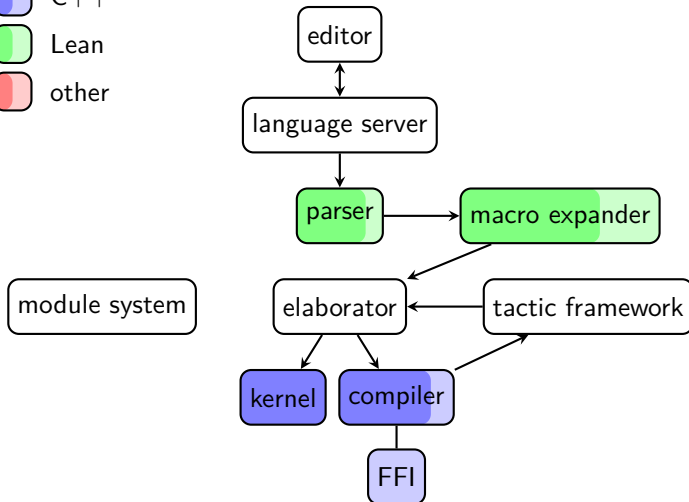 C++
editor
Lean
other
language server
parser
macro expander
module system
elaborator
tactic framework
kernel
compiler
FFI